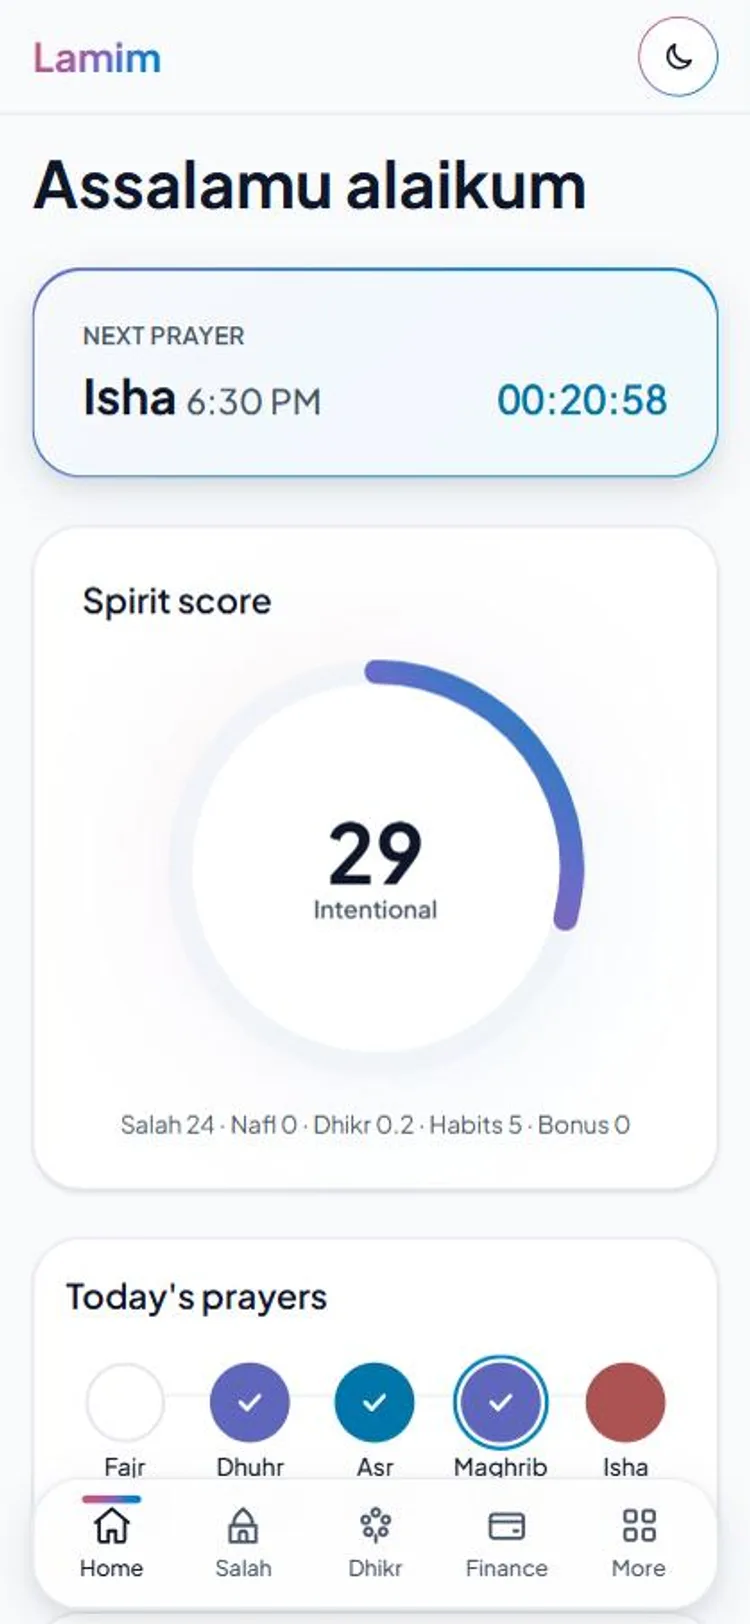 Lamim
Assalamu alaikum
NEXT PRAYER
Isha 6:30 PM 00:20:58
Spirit score
29
Intentional
Salah 24 · Nafl 0 · Dhikr 0.2 · Habits 5 · Bonus 0
Today's prayers
Fajr Dhuhr Asr Maghrib Isha
Home Salah Dhikr Finance More